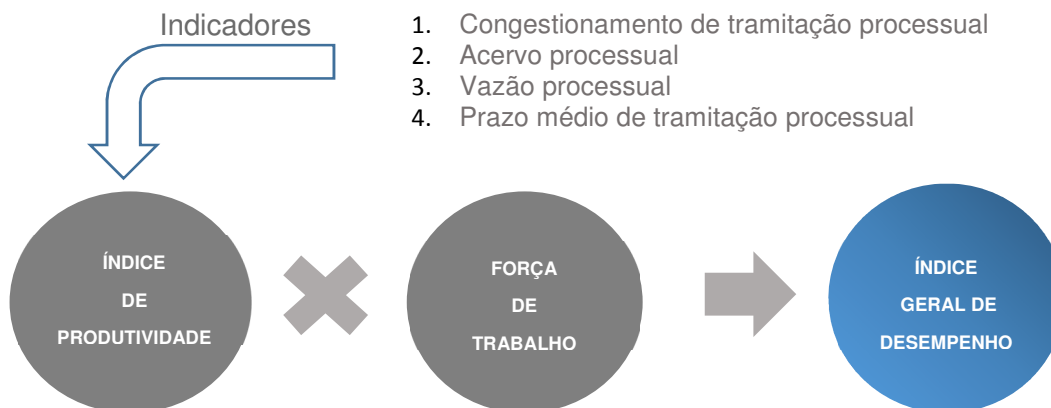 Indicadores
1. Congestionamento de tramitação processual
2. Acervo processual
3. Vazão processual
4. Prazo médio de tramitação processual
ÍNDICE
DE
PRODUTIVIDADE
FORÇA
DE
TRABALHO
ÍNDICE
GERAL DE
DESEMPENHO